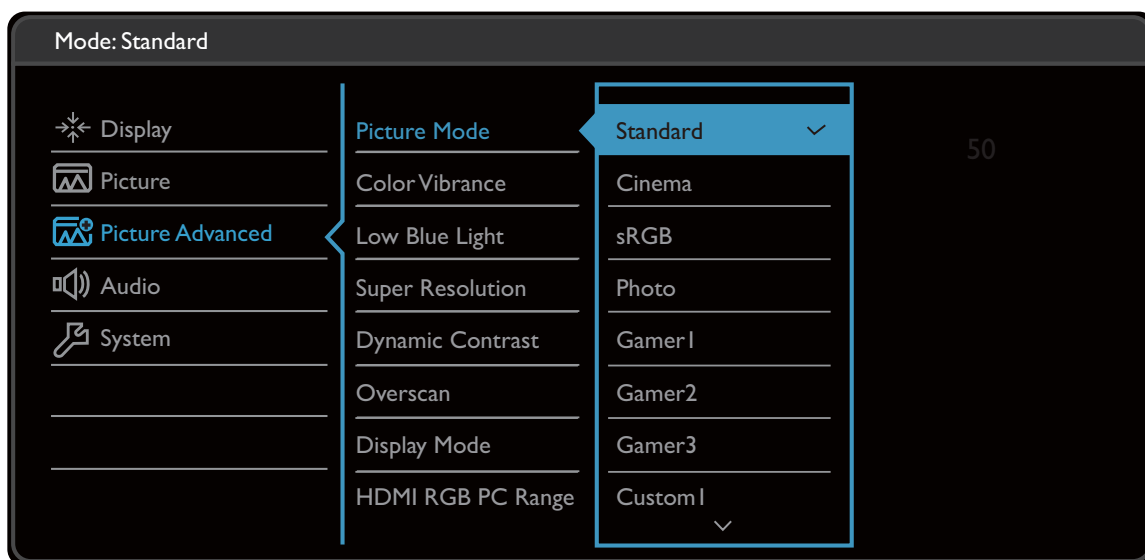 Mode: Standard
Display
Picture
Picture Advanced
Audio
System
Picture Mode
Color Vibrance
Low Blue Light
Super Resolution
Dynamic Contrast
Overscan
Display Mode
HDMI RGB PC Range
Standard
Cinema
sRGB
Photo
Gamer1
Gamer2
Gamer3
Custom1
50